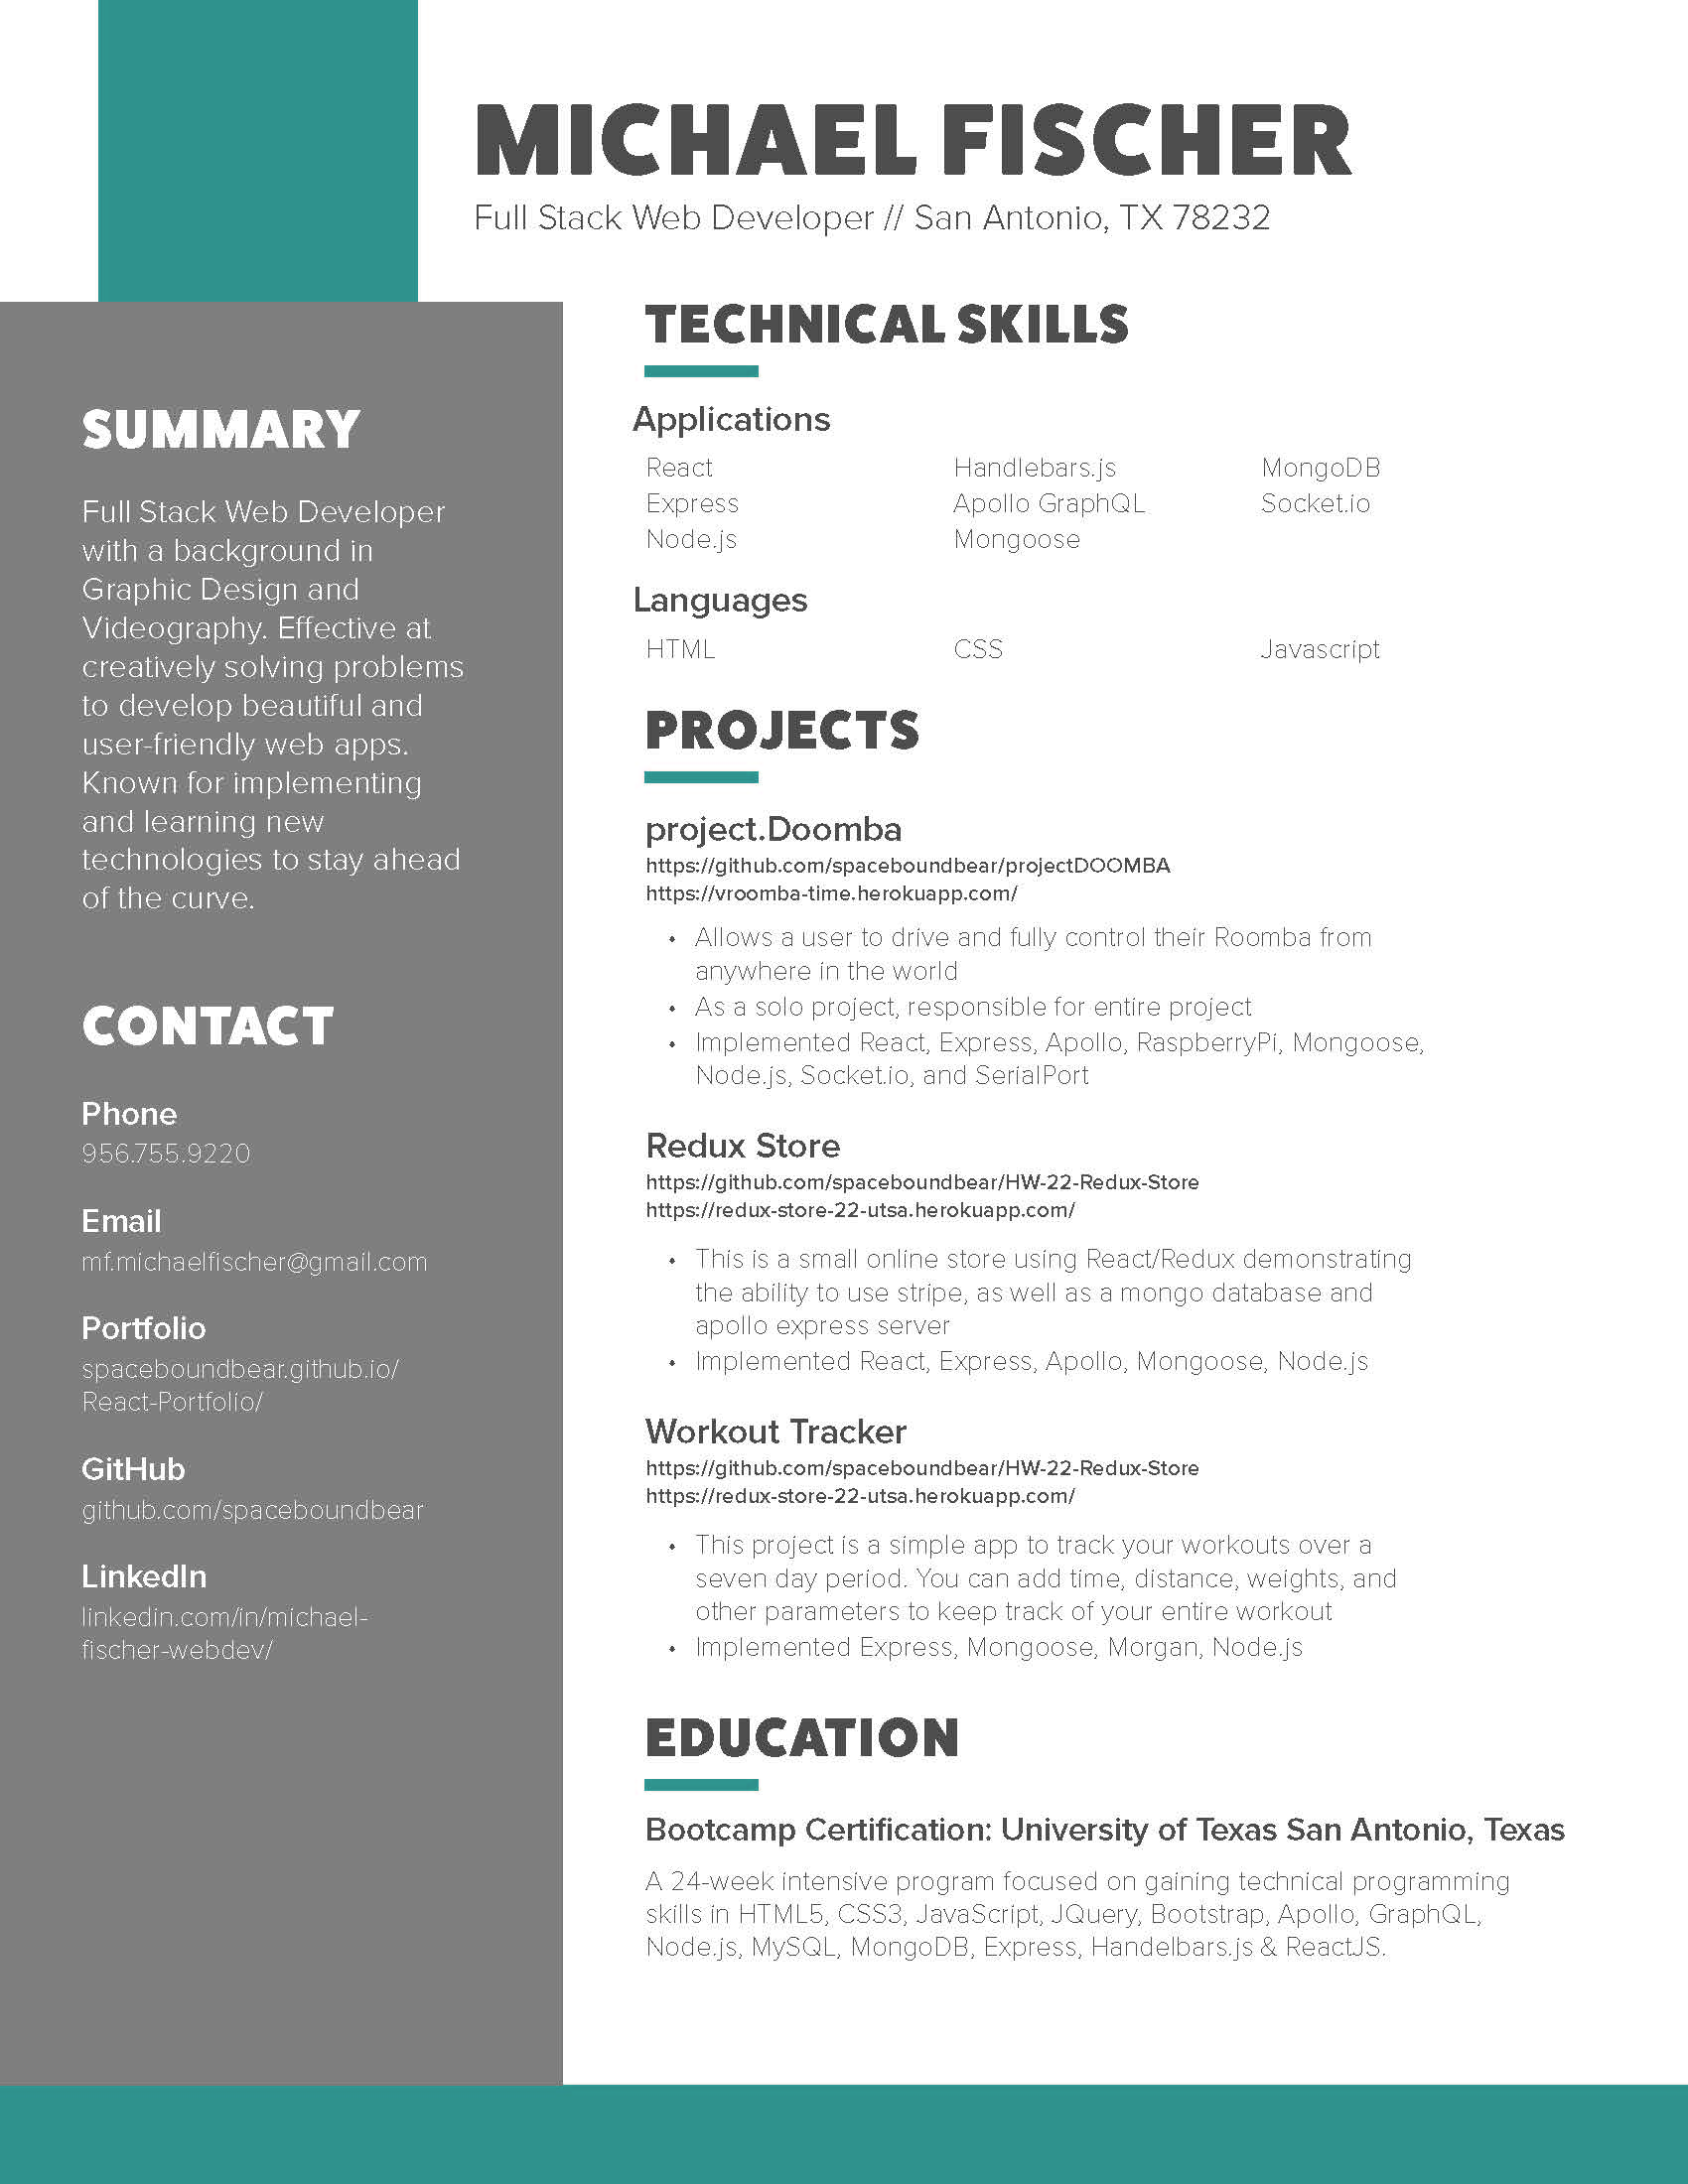 MICHAEL FISCHER
Full Stack Web Developer // San Antonio, TX 78232
SUMMARY
Full Stack Web Developer
with a background in
Graphic Design and
Videography. Effective at
creatively solving problems
to develop beautiful and
user-friendly web apps.
Known for implementing
and learning new
technologies to stay ahead
of the curve.
CONTACT
Phone
956.755.9220
Email
mf.michaelfischer@gmail.com
Portfolio
spaceboundbear.github.io/
React-Portfolio/
GitHub
github.com/spaceboundbear
LinkedIn
linkedin.com/in/michael-
fischer-webdev/
TECHNICAL SKILLS
Applications
React Handlebars.js MongoDB
Express Apollo GraphQL Socket.io
Node.js Mongoose
Languages
HTML CSS Javascript
PROJECTS
project.Doomba
https://github.com/spaceboundbear/projectDOOMBA
https://vroomba-time.herokuapp.com/
• Allows a user to drive and fully control their Roomba from
anywhere in the world
• As a solo project, responsible for entire project
• Implemented React, Express, Apollo, RaspberryPi, Mongoose,
Node.js, Socket.io, and SerialPort
Redux Store
https://github.com/spaceboundbear/HW-22-Redux-Store
https://redux-store-22-utsa.herokuapp.com/
• This is a small online store using React/Redux demonstrating
the ability to use stripe, as well as a mongo database and
apollo express server
• Implemented React, Express, Apollo, Mongoose, Node.js
Workout Tracker
https://github.com/spaceboundbear/HW-22-Redux-Store
https://redux-store-22-utsa.herokuapp.com/
• This project is a simple app to track your workouts over a
seven day period. You can add time, distance, weights, and
other parameters to keep track of your entire workout
• Implemented Express, Mongoose, Morgan, Node.js
EDUCATION
Bootcamp Certification: University of Texas San Antonio, Texas
A 24-week intensive program focused on gaining technical programming
skills in HTML5, CSS3, JavaScript, JQuery, Bootstrap, Apollo, GraphQL,
Node.js, MySQL, MongoDB, Express, Handelbars.js & ReactJS.